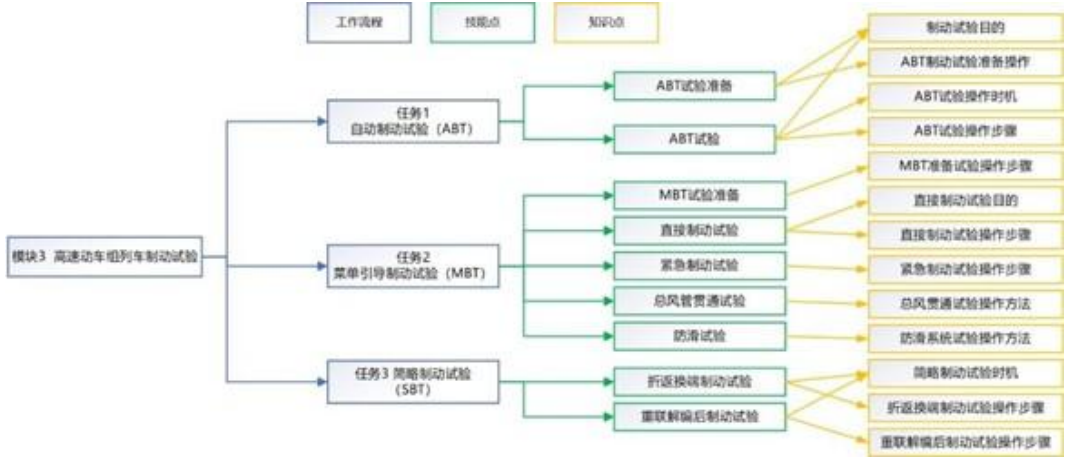 工作流程
技能点
知识点
模块3 高速动车组列车制动试验
任务1
自动制动试验（ABT）
任务2
菜单引导制动试验（MBT）
任务3 简略制动试验
（SBT）
ABT试验准备
ABT试验
MBT试验准备
直接制动试验
紧急制动试验
总风管贯通试验
防滑试验
折返换端制动试验
重联解编后制动试验
制动试验目的
ABT制动试验准备操作
ABT试验操作时机
ABT试验操作步骤
MBT准备试验操作步骤
直接制动试验目的
直接制动试验操作步骤
紧急制动试验操作步骤
总风贯通试验操作方法
防滑系统试验操作方法
简略制动试验时机
折返换端制动试验操作步骤
重联解编后制动试验操作步骤